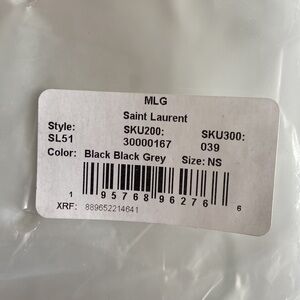 MLG
Saint Laurent
Style: SKU200: SKU300:
SL51 30000167 039
Color: Black Black Grey Size: NS
1 95768 96276 6
XRF: 889652214641